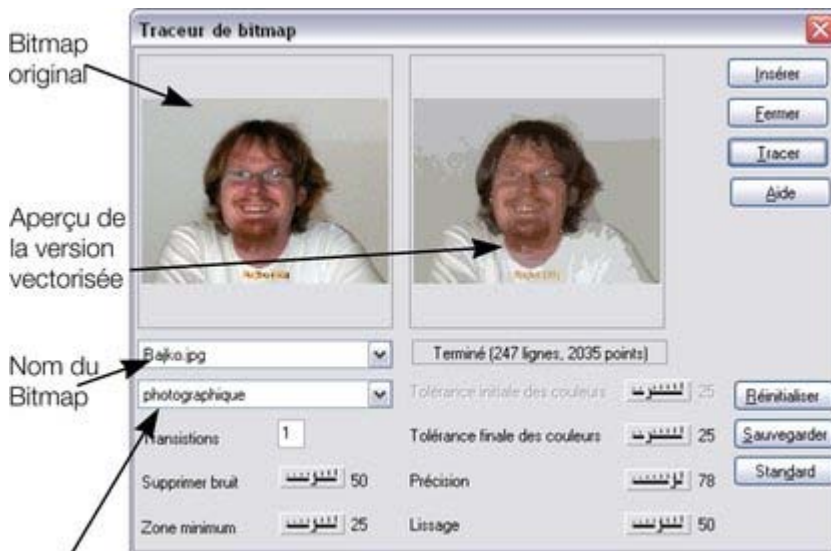 Traceur de bitmap
Bitmap
original
Insérer
Fermer
Tracer
Aide
Aperçu de
la version
vectorisée
Bajko.jpg
Terminé (247 lignes, 2035 points)
Nom du
Bitmap
photographique
Tolérance initiale des couleurs 25
Réinitialiser
Transistions 1
Tolérance finale des couleurs 25
Sauvegarder
Supprimer bruit 50
Précision 78
Standard
Zone minimum 25
Lissage 50